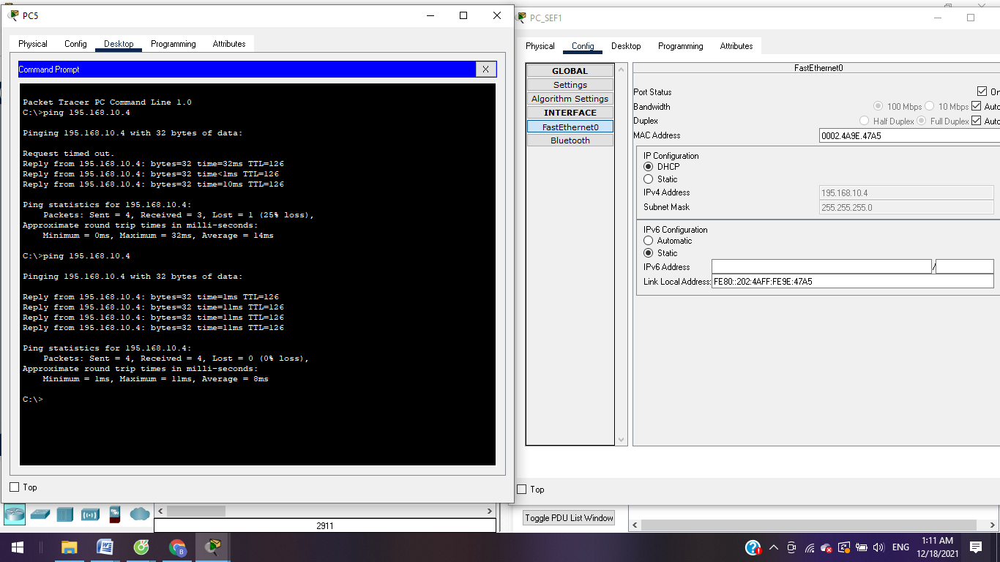 PC5
Physical Config Desktop Programming Attributes
Command Prompt
X
Packet Tracer PC Command Line 1.0
C:\>ping 195.168.10.4
Pinging 195.168.10.4 with 32 bytes of data:
Request timed out.
Reply from 195.168.10.4: bytes=32 time=32ms TTL=126
Reply from 195.168.10.4: bytes=32 time<1ms TTL=126
Reply from 195.168.10.4: bytes=32 time=10ms TTL=126
Ping statistics for 195.168.10.4:
Packets: Sent = 4, Received = 3, Lost = 1 (25% loss),
Approximate round trip times in milli-seconds:
Minimum = 0ms, Maximum = 32ms, Average = 14ms
C:\>ping 195.168.10.4
Pinging 195.168.10.4 with 32 bytes of data:
Reply from 195.168.10.4: bytes=32 time=1ms TTL=126
Reply from 195.168.10.4: bytes=32 time=11ms TTL=126
Reply from 195.168.10.4: bytes=32 time=11ms TTL=126
Reply from 195.168.10.4: bytes=32 time=11ms TTL=126
Ping statistics for 195.168.10.4:
Packets: Sent = 4, Received = 4, Lost = 0 (0% loss),
Approximate round trip times in milli-seconds:
Minimum = 1ms, Maximum = 11ms, Average = 8ms
C:\>
Top
PC_SEF1
Physical Config Desktop Programming Attributes
GLOBAL
Settings
Algorithm Settings
INTERFACE
FastEthernet0
Bluetooth
FastEthernet0
Port Status On
Bandwidth 100 Mbps 10 Mbps Auto
Duplex Half Duplex Full Duplex Auto
MAC Address 0002.4A9E.47A5
IP Configuration
DHCP
Static
IPv4 Address 195.168.10.4
Subnet Mask 255.255.255.0
IPv6 Configuration
Automatic
Static
IPv6 Address /
Link Local Address: FE80::202:4AFF:FE9E:47A5
Top
2911
Toggle PDU List Window
ENG
1:11 AM
12/18/2021